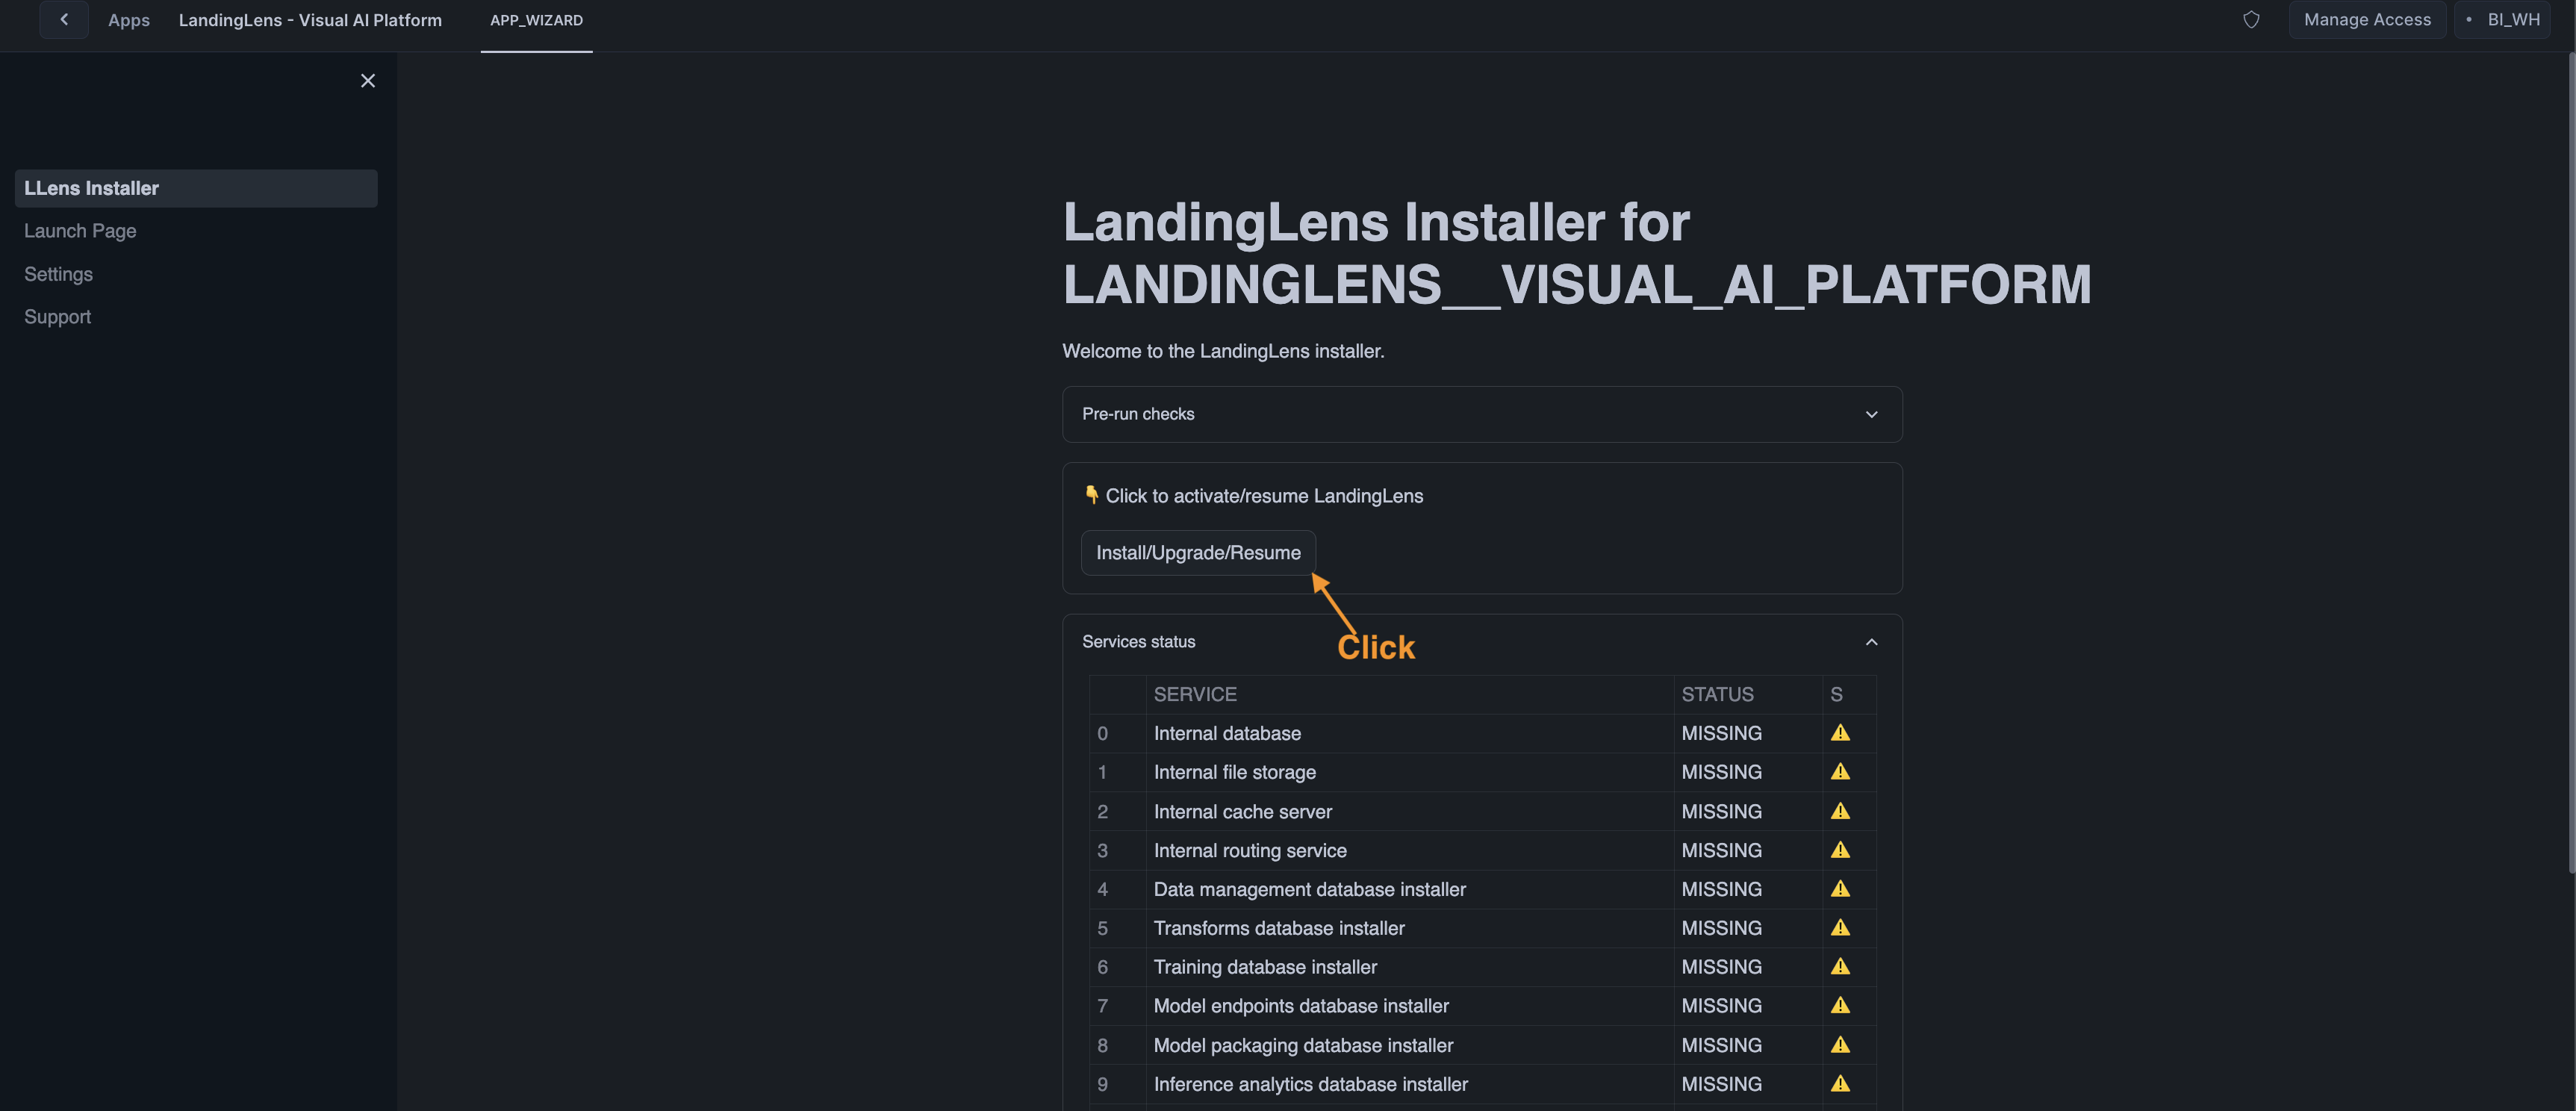 Apps LandingLens - Visual AI Platform APP_WIZARD Manage Access • BI_WH
LLens Installer
Launch Page
Settings
Support
LandingLens Installer for
LANDINGLENS__VISUAL_AI_PLATFORM
Welcome to the LandingLens installer.
Pre-run checks
👇 Click to activate/resume LandingLens
Install/Upgrade/Resume
Click
Services status
SERVICE STATUS S
0 Internal database MISSING ⚠️
1 Internal file storage MISSING ⚠️
2 Internal cache server MISSING ⚠️
3 Internal routing service MISSING ⚠️
4 Data management database installer MISSING ⚠️
5 Transforms database installer MISSING ⚠️
6 Training database installer MISSING ⚠️
7 Model endpoints database installer MISSING ⚠️
8 Model packaging database installer MISSING ⚠️
9 Inference analytics database installer MISSING ⚠️